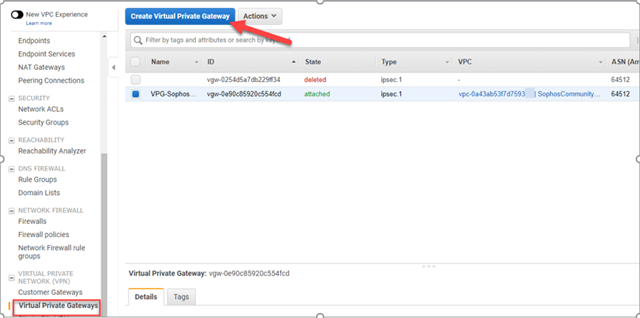 New VPC Experience
Learn more
Endpoints
Endpoint Services
NAT Gateways
Peering Connections
SECURITY
Network ACLs
Security Groups
REACHABILITY
Reachability Analyzer
DNS FIREWALL
Rule Groups
Domain Lists
NETWORK FIREWALL
Firewalls
Firewall policies
Network Firewall rule
groups
VIRTUAL PRIVATE
NETWORK (VPN)
Customer Gateways
Virtual Private Gateways
Create Virtual Private Gateway Actions
Filter by tags and attributes or search by
Name ID State Type VPC ASN (Am
vgw-0254d5a7db229ff34 deleted ipsec.1 - 64512
VPG-Sophos... vgw-0e90c85920c554fcd attached ipsec.1 vpc-0a43ab53f7d7593 | SophosCommunity... 64512
Virtual Private Gateway: vgw-0e90c85920c554fcd
Details Tags